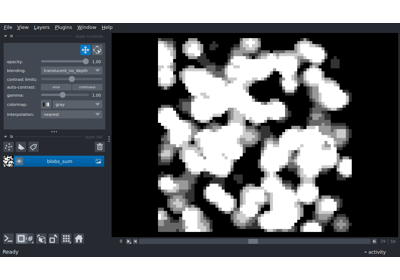 File View Layers Plugins Window Help
opacity: 1.00
blending: translucent_no_depth
contrast limits:
auto-contrast: once continuous
gamma: 1.00
colormap: gray
interpolation: nearest
blobs_sum
Ready
activity